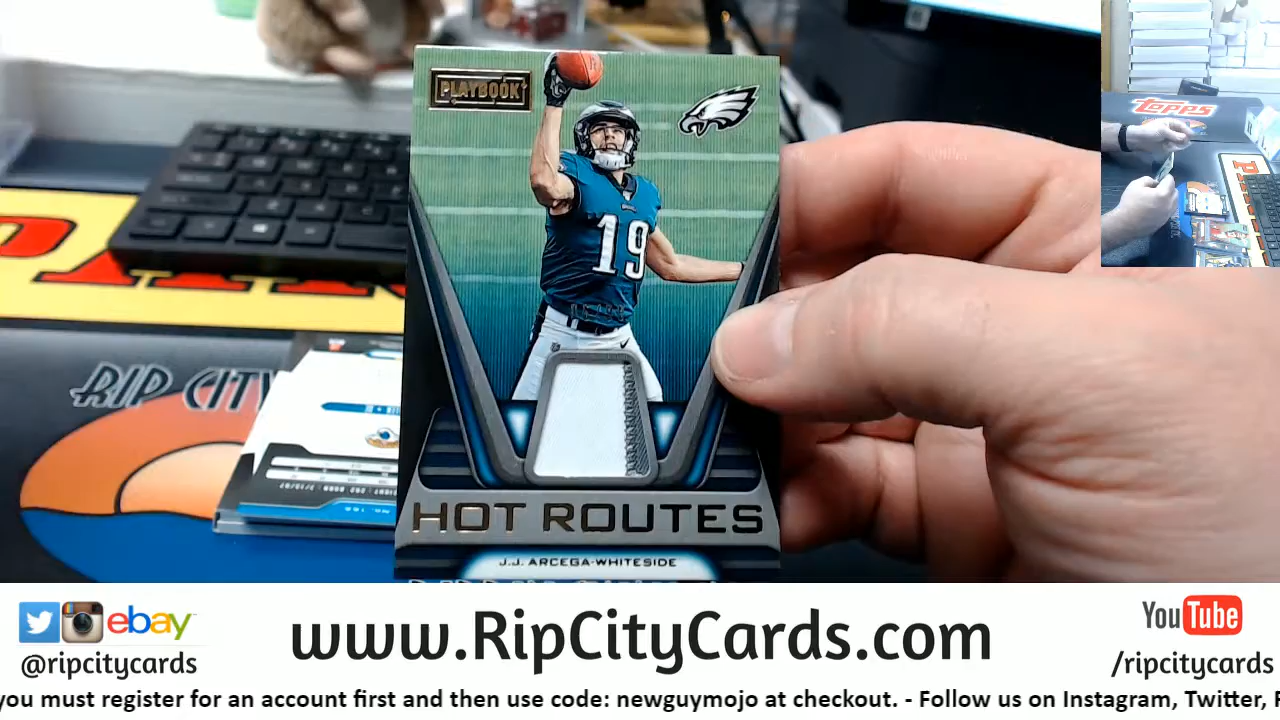 PLAYBOOK
19
HOT ROUTES
J.J. ARCEGA-WHITESIDE
RIP CITY
topps
ebay
@ripcitycards
www.RipCityCards.com
YouTube
/ripcitycards
you must register for an account first and then use code: newguymojo at checkout. - Follow us on Instagram, Twitter, F